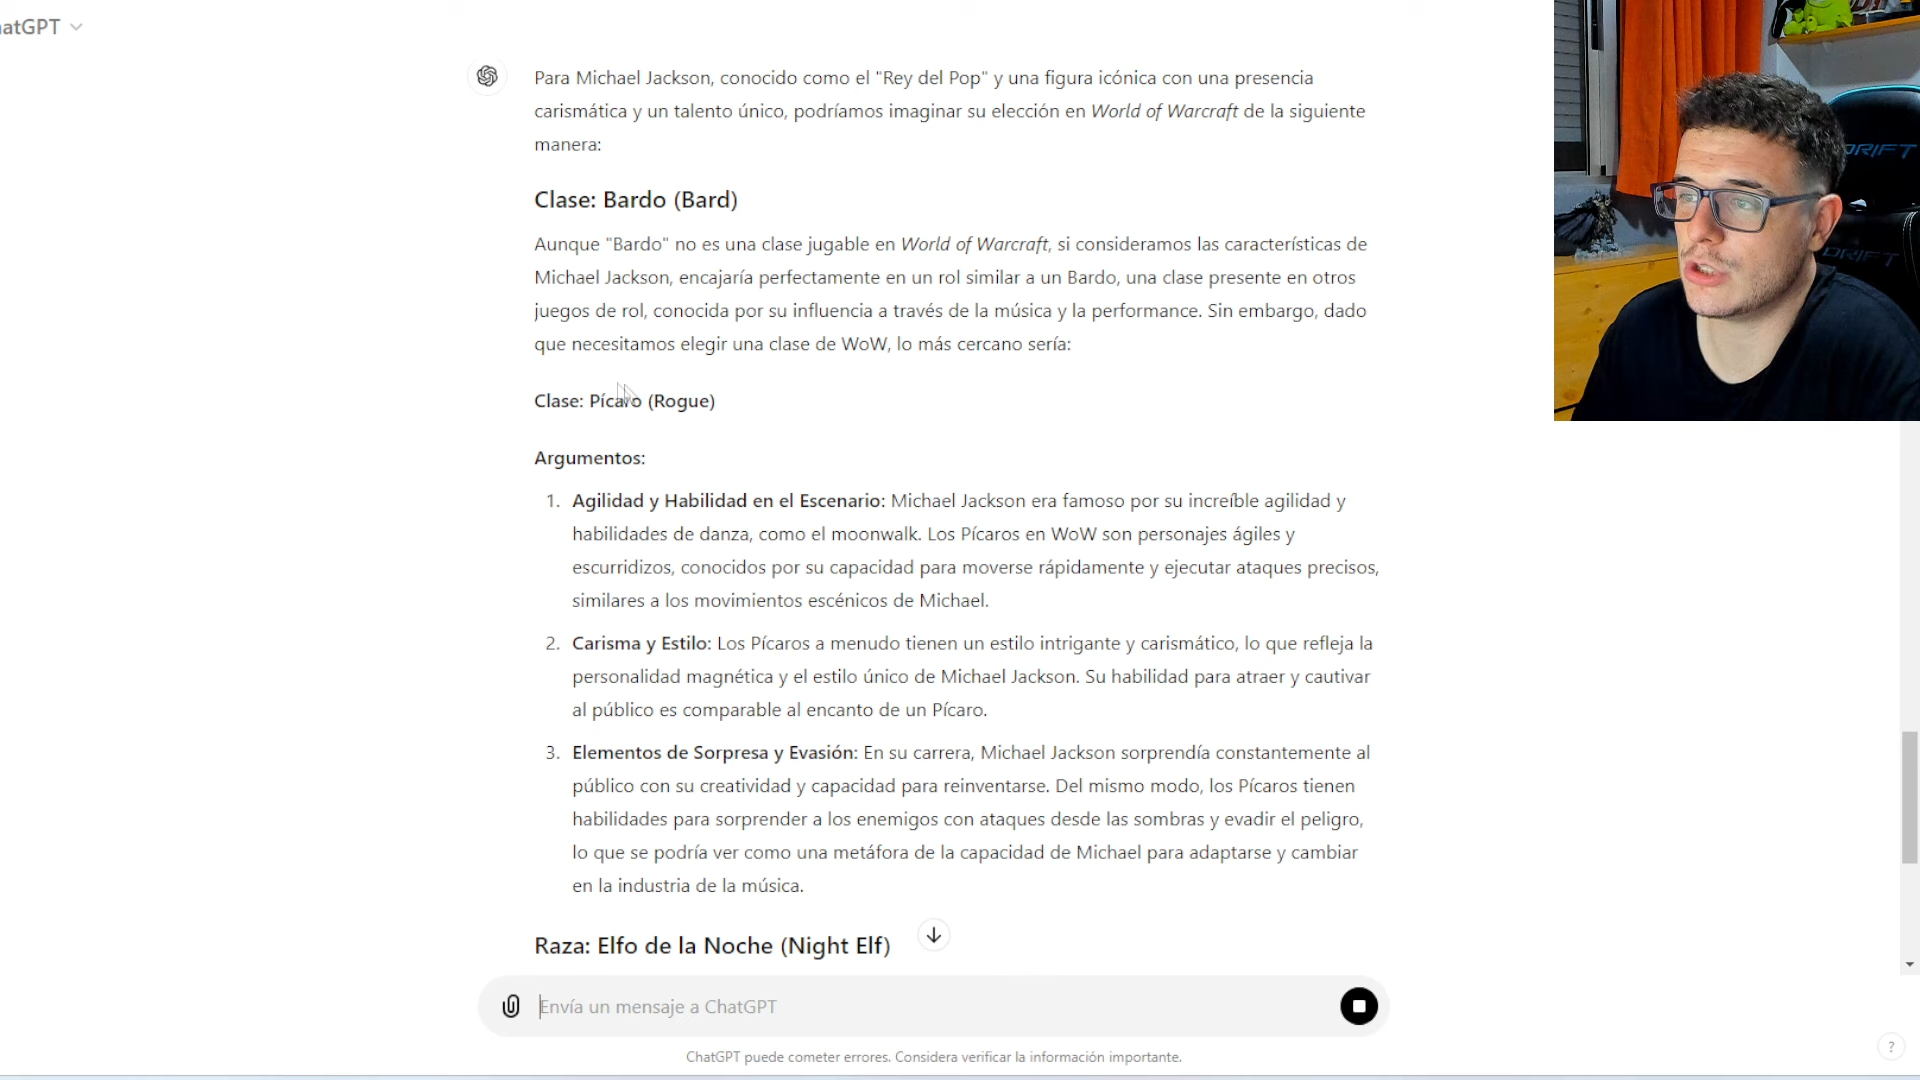 atGPT
Para Michael Jackson, conocido como el "Rey del Pop" y una figura icónica con una presencia
carismática y un talento único, podríamos imaginar su elección en World of Warcraft de la siguiente
manera:
Clase: Bardo (Bard)
Aunque "Bardo" no es una clase jugable en World of Warcraft, si consideramos las características de
Michael Jackson, encajaría perfectamente en un rol similar a un Bardo, una clase presente en otros
juegos de rol, conocida por su influencia a través de la música y la performance. Sin embargo, dado
que necesitamos elegir una clase de WoW, lo más cercano sería:
Clase: Pícaro (Rogue)
Argumentos:
1. Agilidad y Habilidad en el Escenario: Michael Jackson era famoso por su increíble agilidad y
habilidades de danza, como el moonwalk. Los Pícaros en WoW son personajes ágiles y
escurridizos, conocidos por su capacidad para moverse rápidamente y ejecutar ataques precisos,
similares a los movimientos escénicos de Michael.
2. Carisma y Estilo: Los Pícaros a menudo tienen un estilo intrigante y carismático, lo que refleja la
personalidad magnética y el estilo único de Michael Jackson. Su habilidad para atraer y cautivar
al público es comparable al encanto de un Pícaro.
3. Elementos de Sorpresa y Evasión: En su carrera, Michael Jackson sorprendía constantemente al
público con su creatividad y capacidad para reinventarse. Del mismo modo, los Pícaros tienen
habilidades para sorprender a los enemigos con ataques desde las sombras y evadir el peligro,
lo que se podría ver como una metáfora de la capacidad de Michael para adaptarse y cambiar
en la industria de la música.
Raza: Elfo de la Noche (Night Elf)
Envía un mensaje a ChatGPT
ChatGPT puede cometer errores. Considera verificar la información importante.
?
DRIFT
DRIFT